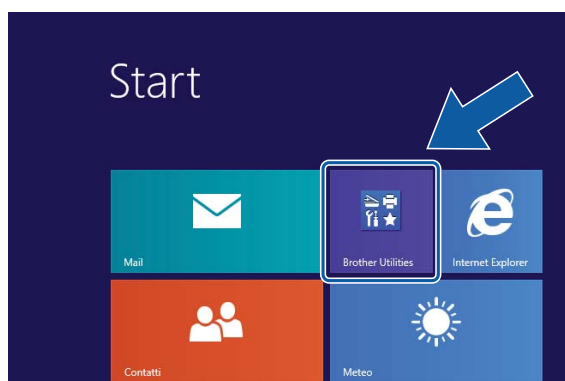 Start
Mail
Brother Utilities
Internet Explorer
Contatti
Meteo